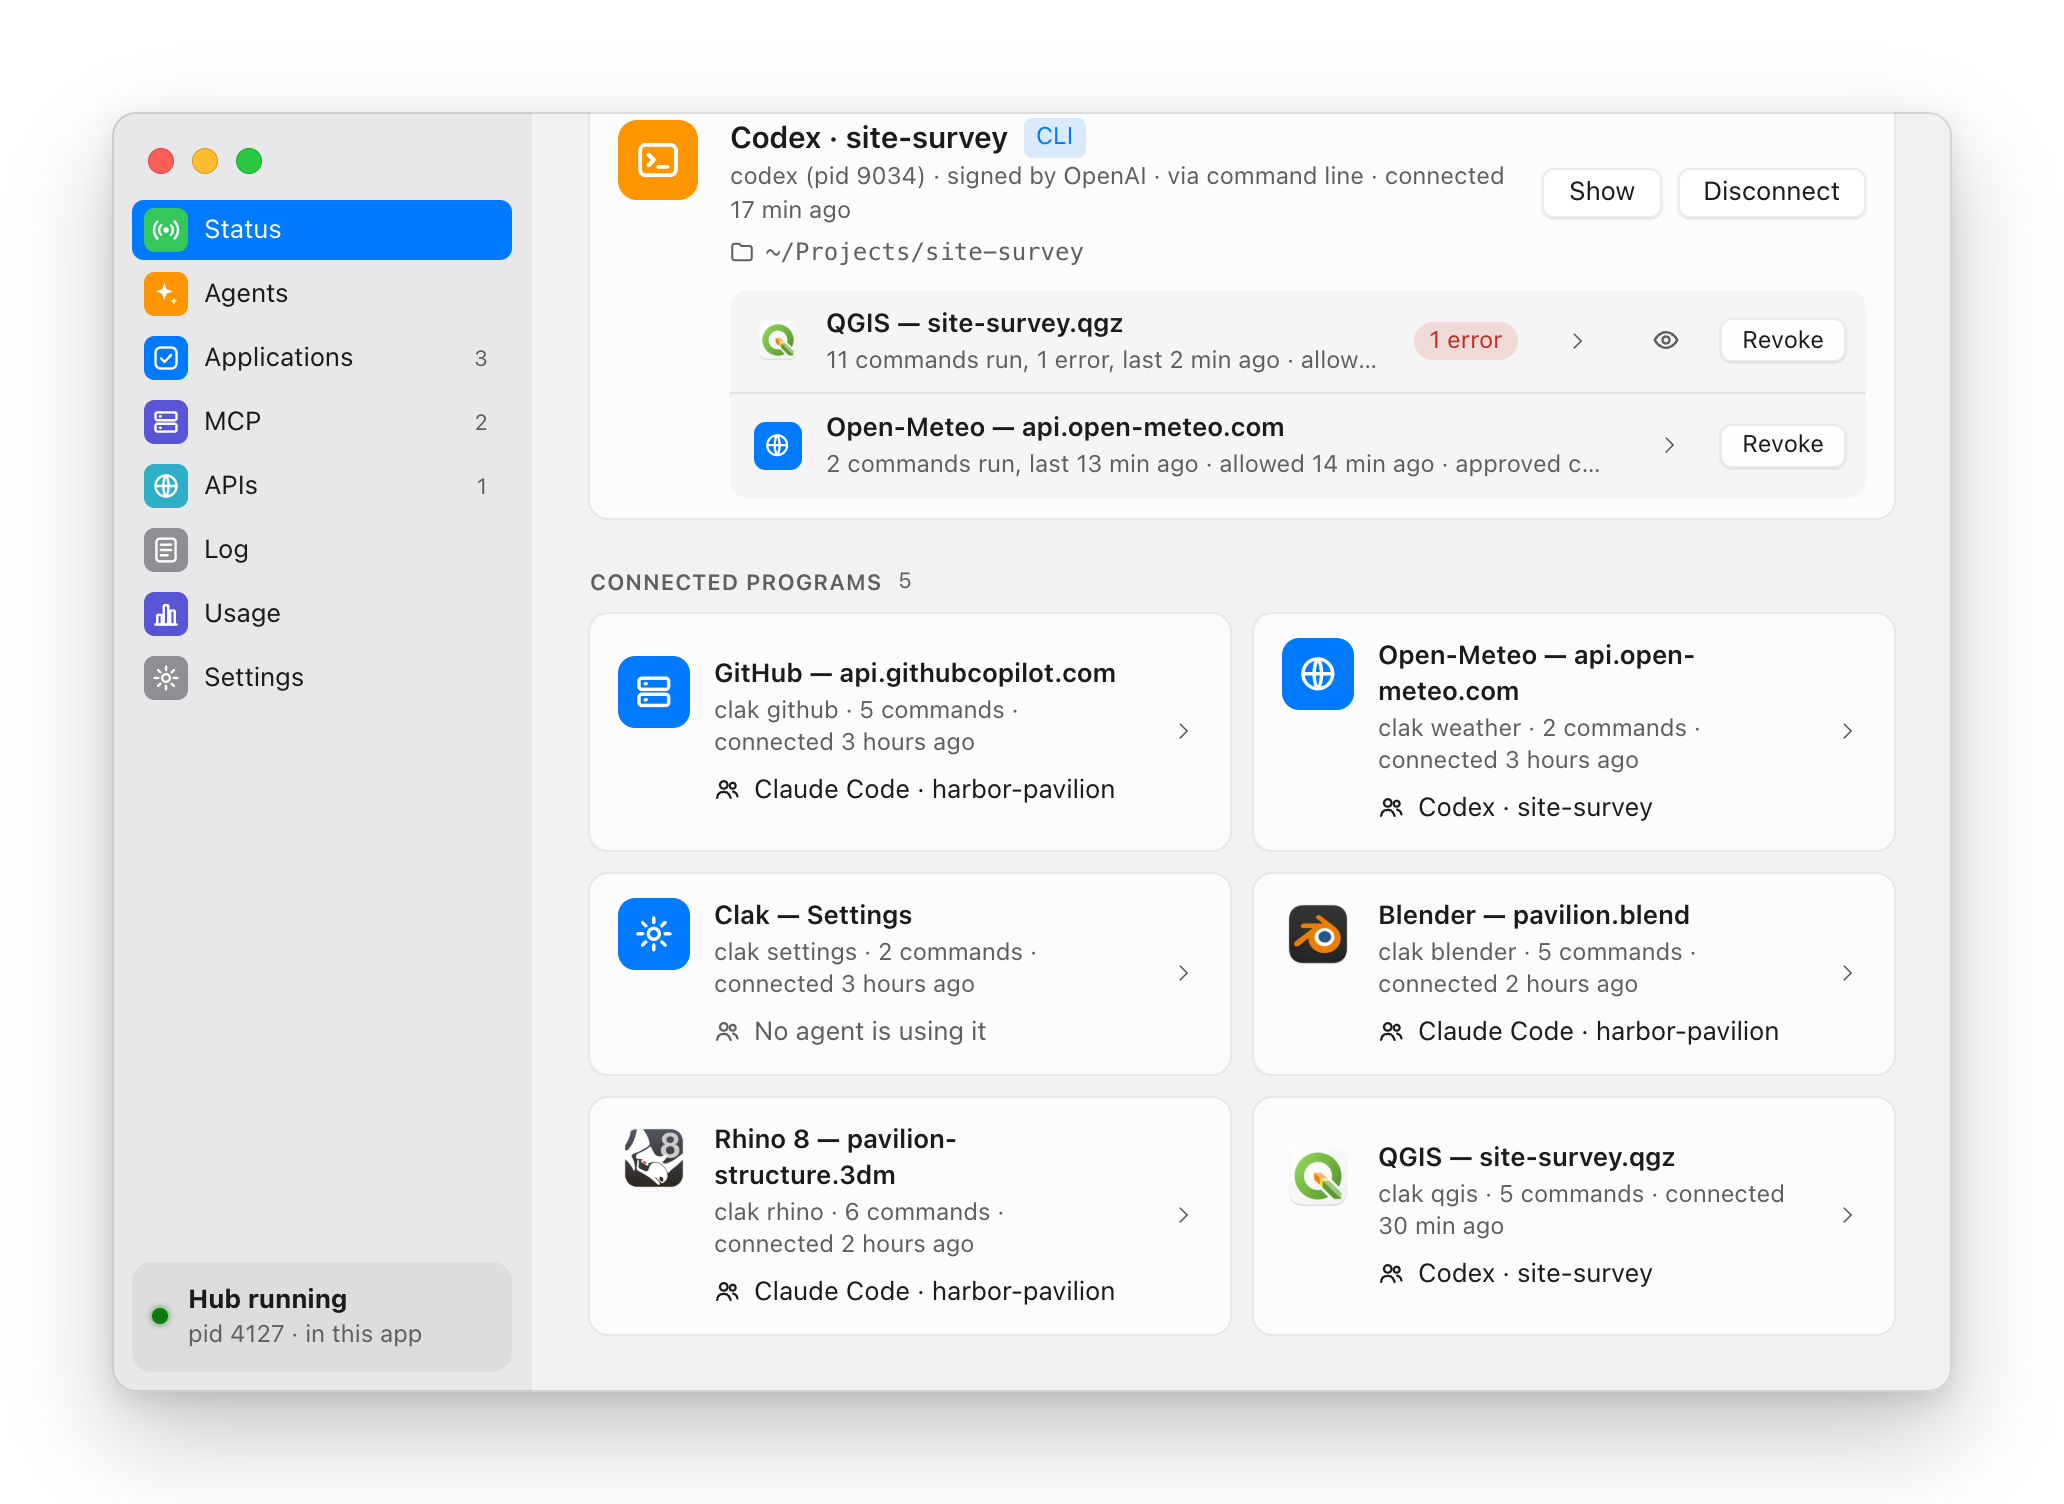 Status
Agents
Applications 3
MCP 2
APIs 1
Log
Usage
Settings
Hub running
pid 4127 · in this app
Codex · site-survey CLI
codex (pid 9034) · signed by OpenAI · via command line · connected
17 min ago
~/Projects/site-survey
Show
Disconnect
QGIS — site-survey.qgz
11 commands run, 1 error, last 2 min ago · allow...
1 error
Revoke
Open-Meteo — api.open-meteo.com
2 commands run, last 13 min ago · allowed 14 min ago · approved c...
Revoke
CONNECTED PROGRAMS 5
GitHub — api.githubcopilot.com
clak github · 5 commands ·
connected 3 hours ago
Claude Code · harbor-pavilion
Open-Meteo — api.open-
meteo.com
clak weather · 2 commands ·
connected 3 hours ago
Codex · site-survey
Clak — Settings
clak settings · 2 commands ·
connected 3 hours ago
No agent is using it
Blender — pavilion.blend
clak blender · 5 commands ·
connected 2 hours ago
Claude Code · harbor-pavilion
8
Rhino 8 — pavilion-
structure.3dm
clak rhino · 6 commands ·
connected 2 hours ago
Claude Code · harbor-pavilion
QGIS — site-survey.qgz
clak qgis · 5 commands · connected
30 min ago
Codex · site-survey